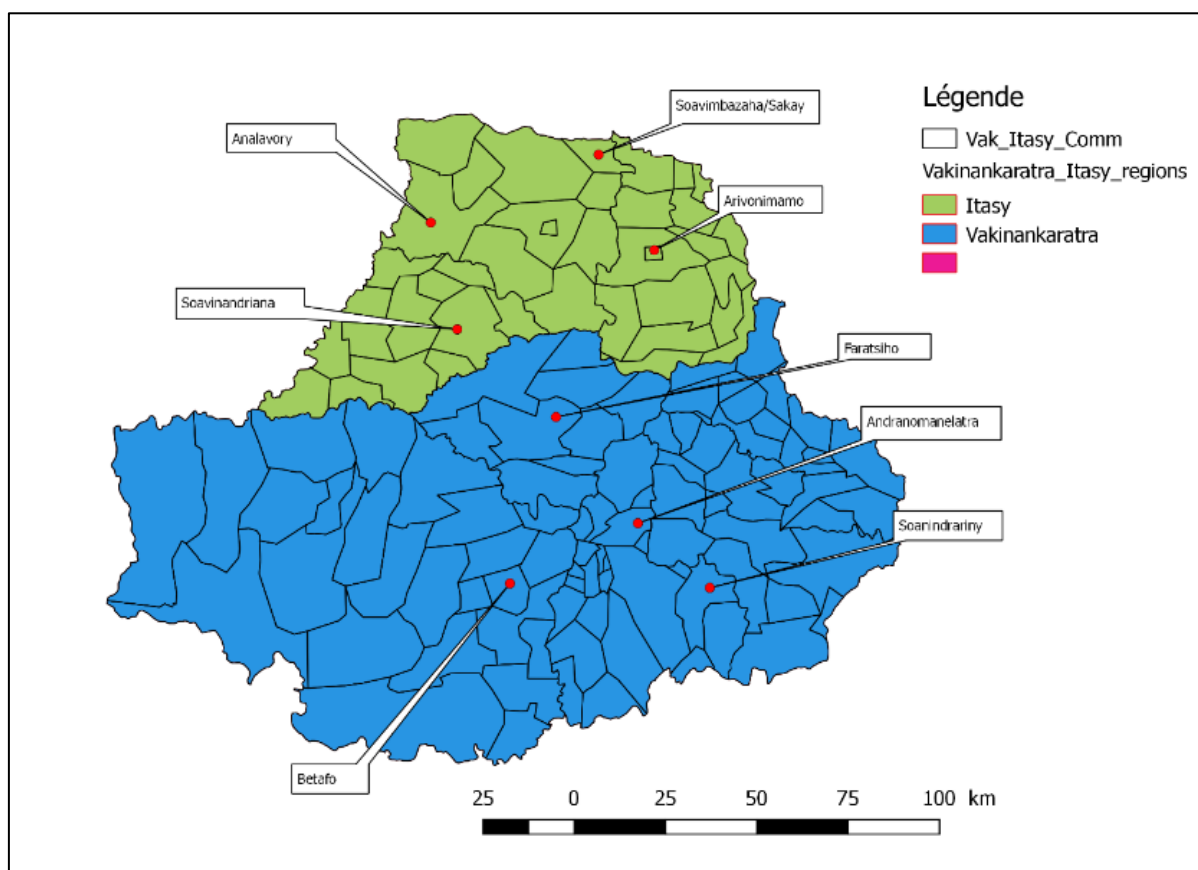 Soavimbazaha/Sakay
Analavory
Arivonimamo
Soavinandriana
Faratsiho
Andranomanelatra
Soanindrariny
Betafo
Légende
Vak_Itasy_Comm
Vakinankaratra_Itasy_regions
Itasy
Vakinankaratra
25 0 25 50 75 100 km